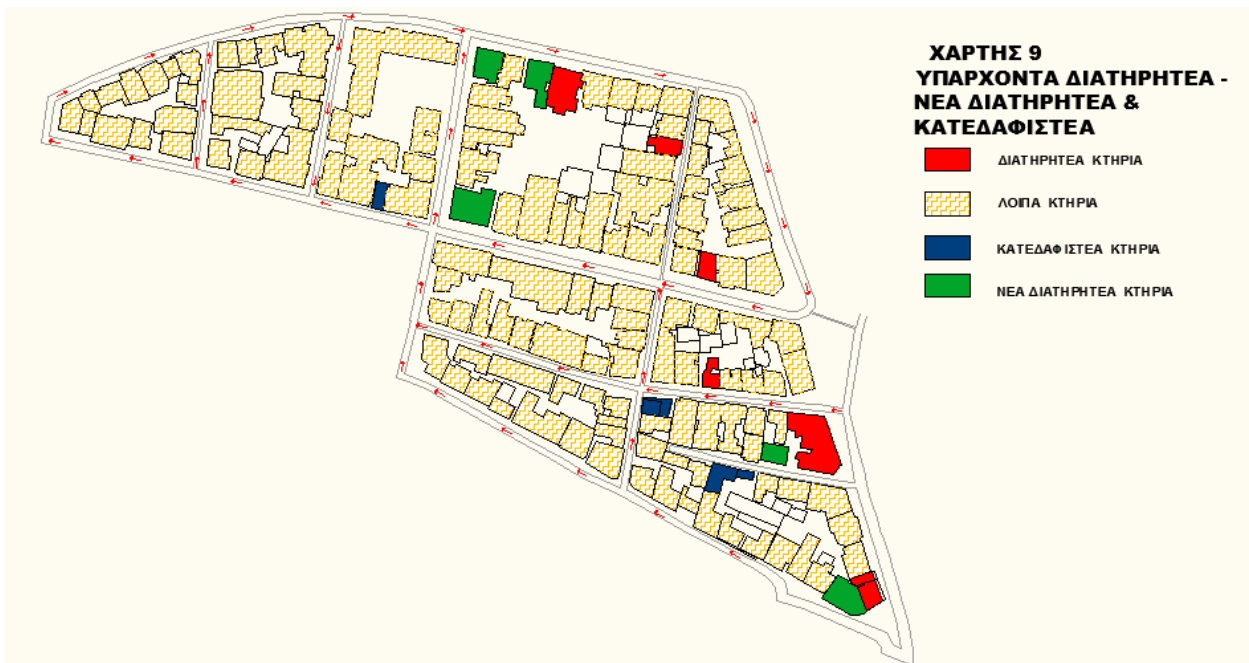 ΧΑΡΤΗΣ 9
ΥΠΑΡΧΟΝΤΑ ΔΙΑΤΗΡΗΤΕΑ -
ΝΕΑ ΔΙΑΤΗΡΗΤΕΑ &
ΚΑΤΕΔΑΦΙΣΤΕΑ
ΔΙΑΤΗΡΗΤΕΑ ΚΤΗΡΙΑ
ΛΟΙΠΑ ΚΤΗΡΙΑ
ΚΑΤΕΔΑΦΙΣΤΕΑ ΚΤΗΡΙΑ
ΝΕΑ ΔΙΑΤΗΡΗΤΕΑ ΚΤΗΡΙΑ